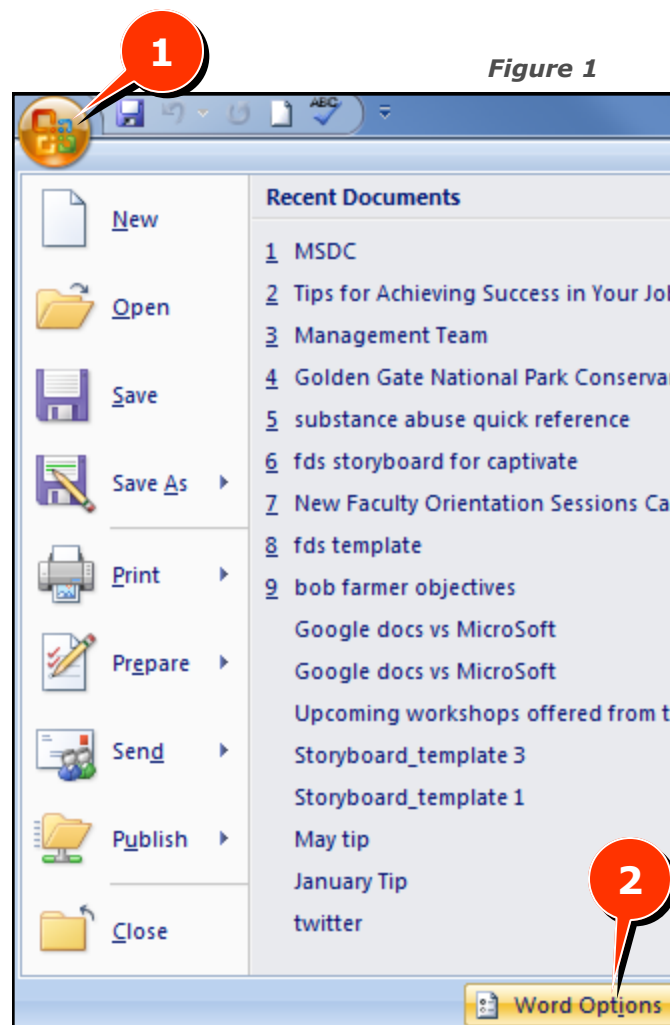 1
Figure 1
ABC
New
Open
Save
Save As
Print
Prepare
Send
Publish
Close
Recent Documents
1 MSDC
2 Tips for Achieving Success in Your Jo
3 Management Team
4 Golden Gate National Park Conserva
5 substance abuse quick reference
6 fds storyboard for captivate
7 New Faculty Orientation Sessions Ca
8 fds template
9 bob farmer objectives
Google docs vs MicroSoft
Google docs vs MicroSoft
Upcoming workshops offered from t
Storyboard_template 3
Storyboard_template 1
May tip
January Tip
twitter
2
Word Options